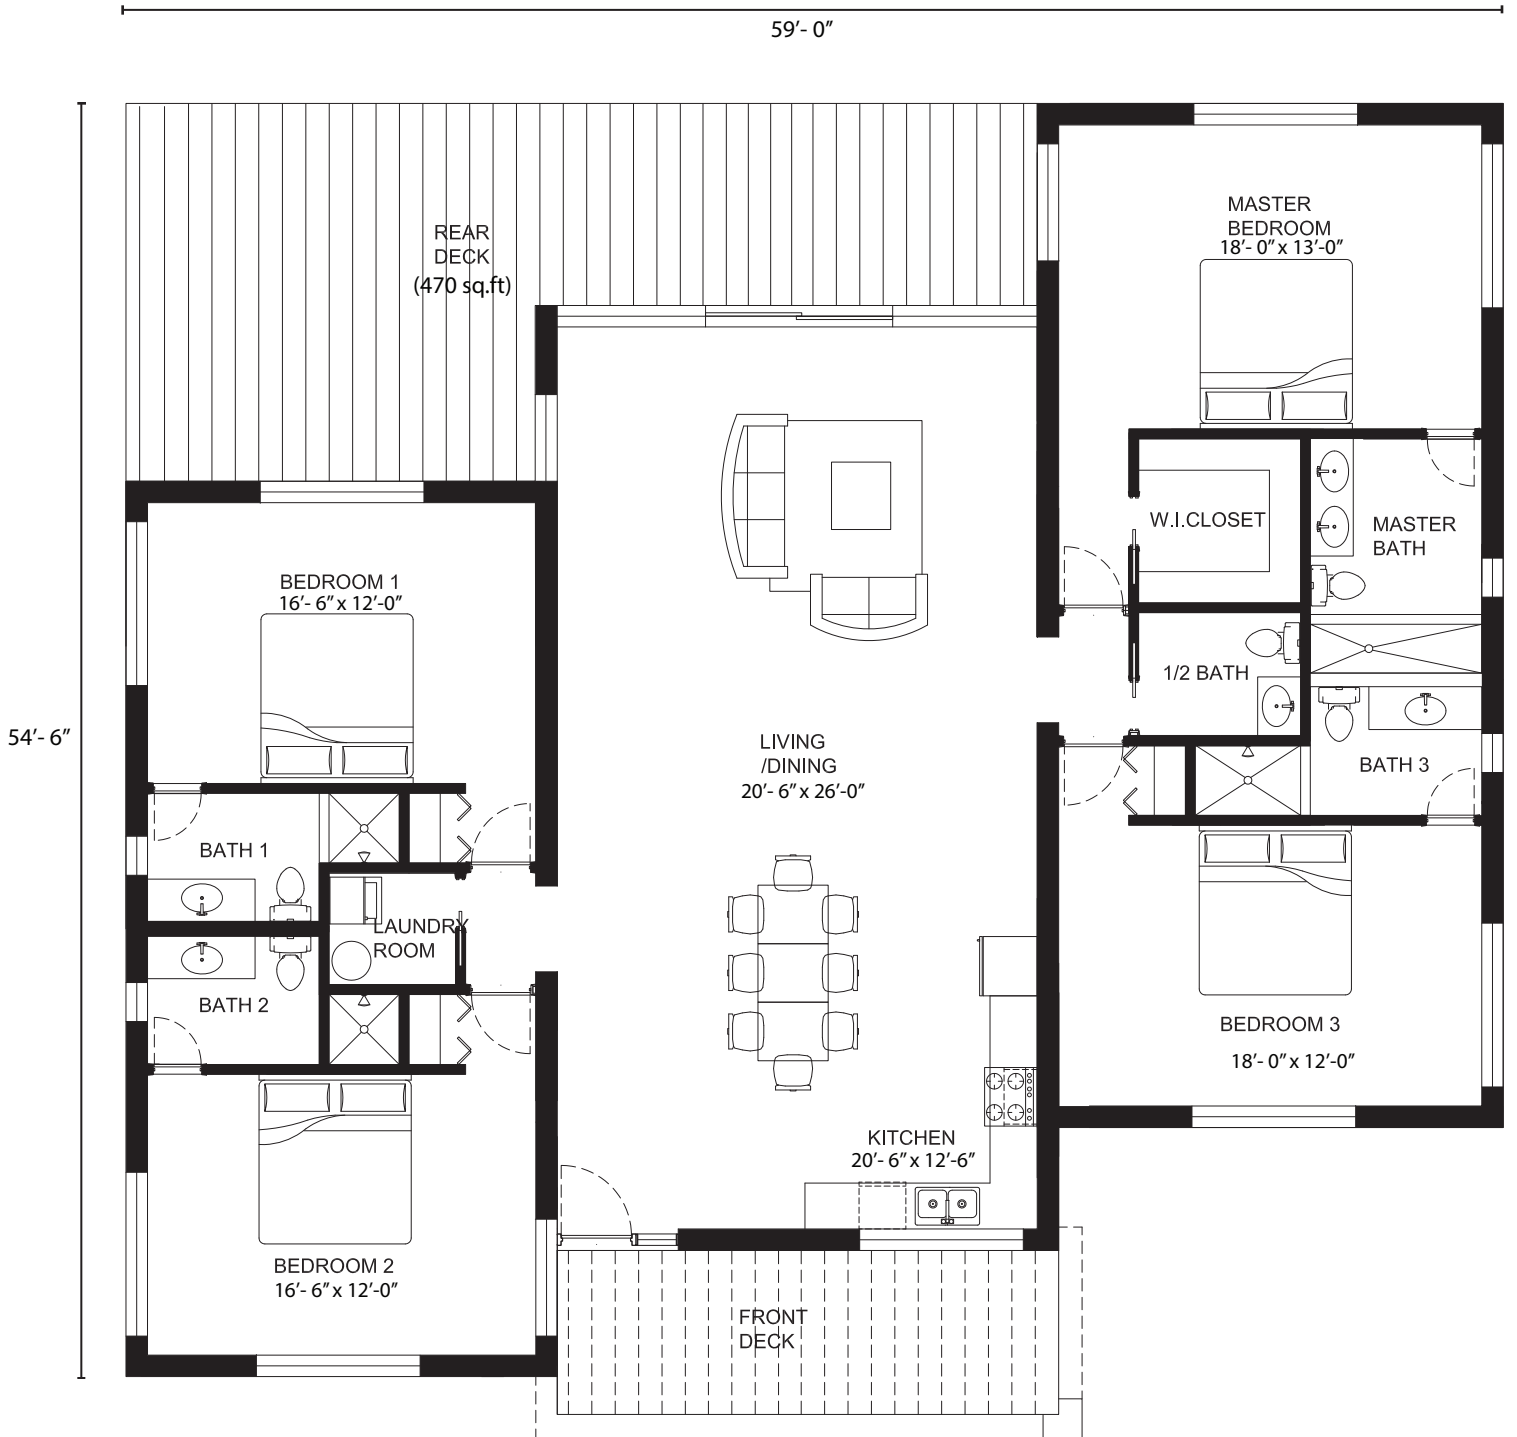 59’- 0”
REAR
DECK
(470 sq.ft)
MASTER
BEDROOM
18’- 0” x 13’-0”
W.I.CLOSET
MASTER
BATH
BEDROOM 1
16’- 6” x 12’-0”
1/2 BATH
54’- 6”
LIVING
/DINING
20’- 6” x 26’-0”
BATH 3
BATH 1
LAUNDRY
ROOM
BATH 2
BEDROOM 3
18’- 0” x 12’-0”
KITCHEN
20’- 6” x 12’-6”
BEDROOM 2
16’- 6” x 12’-0”
FRONT
DECK